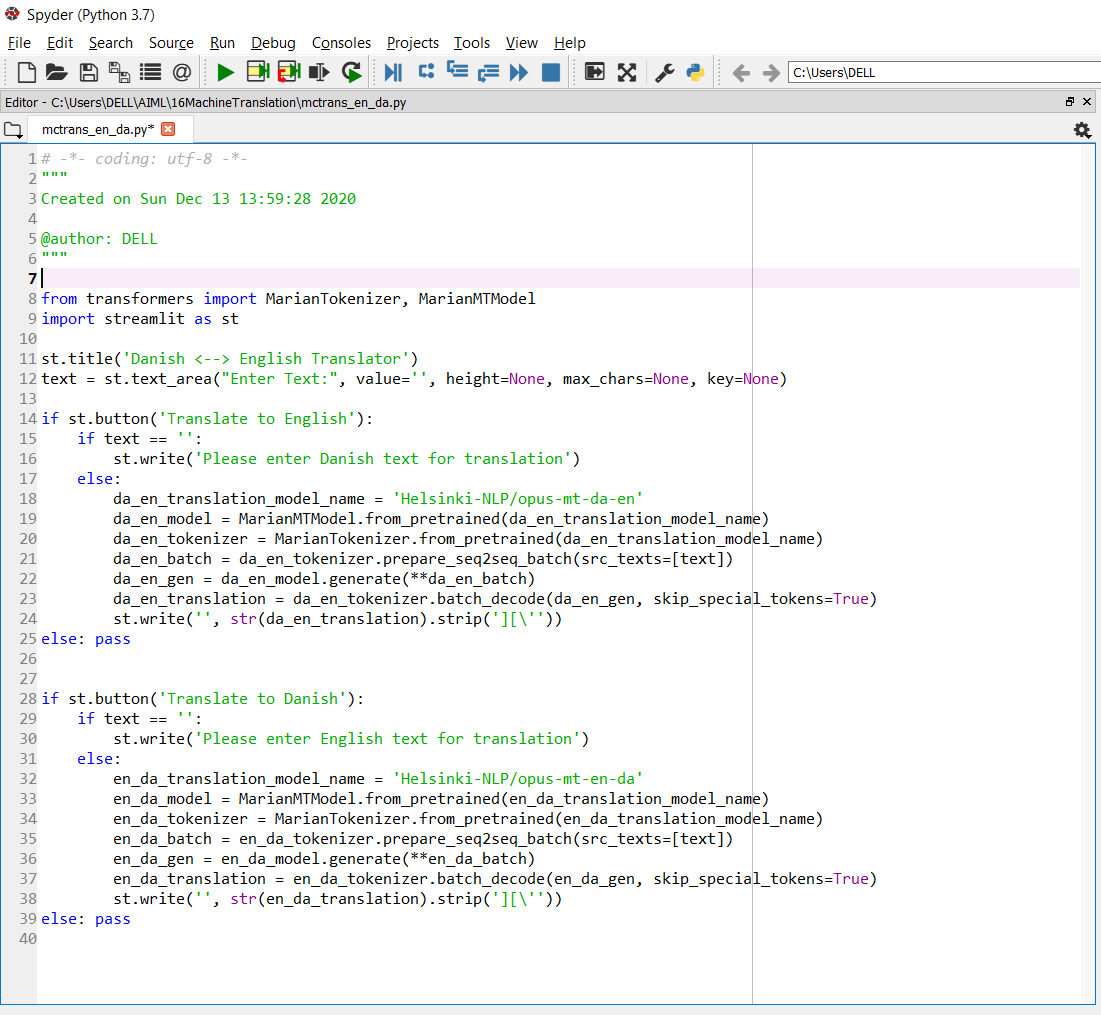 Spyder (Python 3.7)
File Edit Search Source Run Debug Consoles Projects Tools View Help
C:\Users\DELL
Editor - C:\Users\DELL\AIML\16MachineTranslation\mctrans_en_da.py
mctrans_en_da.py*
1 # -*- coding: utf-8 -*-
2 """
3 Created on Sun Dec 13 13:59:28 2020
4
5 @author: DELL
6 """
7
8 from transformers import MarianTokenizer, MarianMTModel
9 import streamlit as st
10
11 st.title('Danish <--> English Translator')
12 text = st.text_area("Enter Text:", value='', height=None, max_chars=None, key=None)
13
14 if st.button('Translate to English'):
15     if text == '':
16         st.write('Please enter Danish text for translation')
17     else:
18         da_en_translation_model_name = 'Helsinki-NLP/opus-mt-da-en'
19         da_en_model = MarianMTModel.from_pretrained(da_en_translation_model_name)
20         da_en_tokenizer = MarianTokenizer.from_pretrained(da_en_translation_model_name)
21         da_en_batch = da_en_tokenizer.prepare_seq2seq_batch(src_texts=[text])
22         da_en_gen = da_en_model.generate(**da_en_batch)
23         da_en_translation = da_en_tokenizer.batch_decode(da_en_gen, skip_special_tokens=True)
24         st.write('', str(da_en_translation).strip('][\''))
25 else: pass
26
27
28 if st.button('Translate to Danish'):
29     if text == '':
30         st.write('Please enter English text for translation')
31     else:
32         en_da_translation_model_name = 'Helsinki-NLP/opus-mt-en-da'
33         en_da_model = MarianMTModel.from_pretrained(en_da_translation_model_name)
34         en_da_tokenizer = MarianTokenizer.from_pretrained(en_da_translation_model_name)
35         en_da_batch = en_da_tokenizer.prepare_seq2seq_batch(src_texts=[text])
36         en_da_gen = en_da_model.generate(**en_da_batch)
37         en_da_translation = en_da_tokenizer.batch_decode(en_da_gen, skip_special_tokens=True)
38         st.write('', str(en_da_translation).strip('][\''))
39 else: pass
40